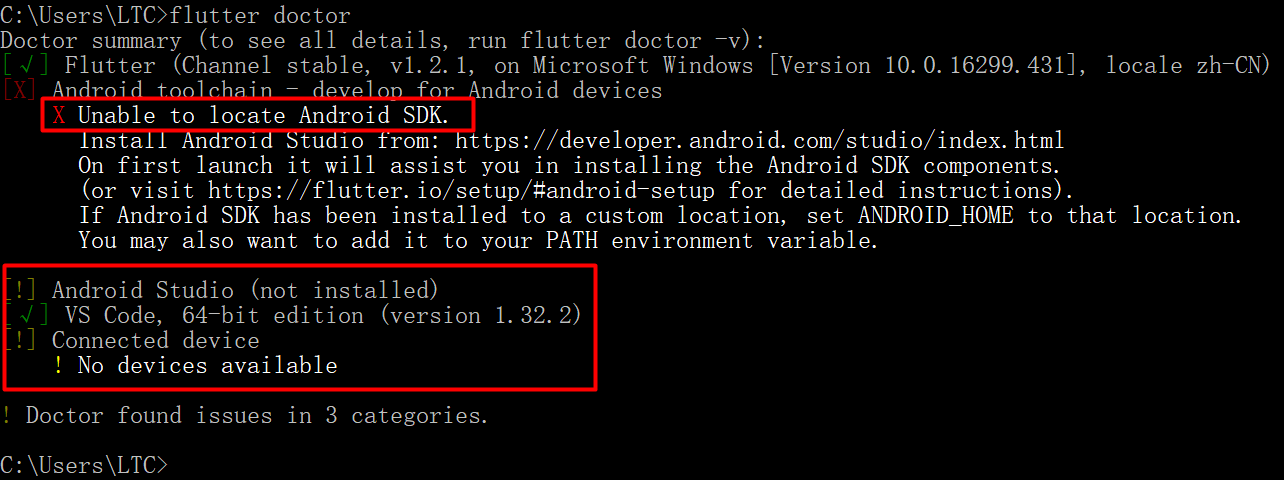 C:\Users\LTC>flutter doctor
Doctor summary (to see all details, run flutter doctor -v):
[√] Flutter (Channel stable, v1.2.1, on Microsoft Windows [Version 10.0.16299.431], locale zh-CN)
[X] Android toolchain - develop for Android devices
X Unable to locate Android SDK.
Install Android Studio from: https://developer.android.com/studio/index.html
On first launch it will assist you in installing the Android SDK components.
(or visit https://flutter.io/setup/#android-setup for detailed instructions).
If Android SDK has been installed to a custom location, set ANDROID_HOME to that location.
You may also want to add it to your PATH environment variable.
[!] Android Studio (not installed)
[√] VS Code, 64-bit edition (version 1.32.2)
[!] Connected device
! No devices available
! Doctor found issues in 3 categories.
C:\Users\LTC>